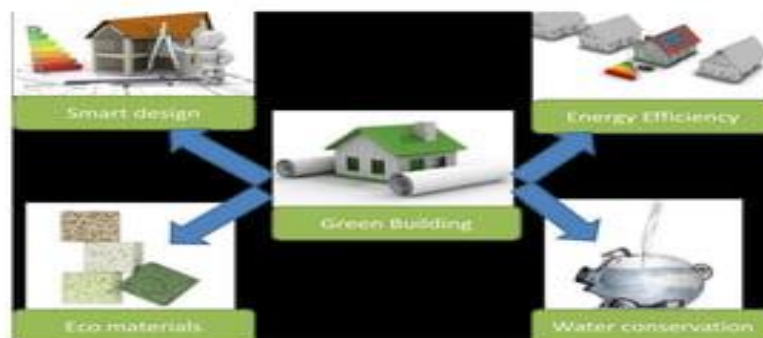 Smart design
Energy Efficiency
Green Building
Eco materials
Water conservation